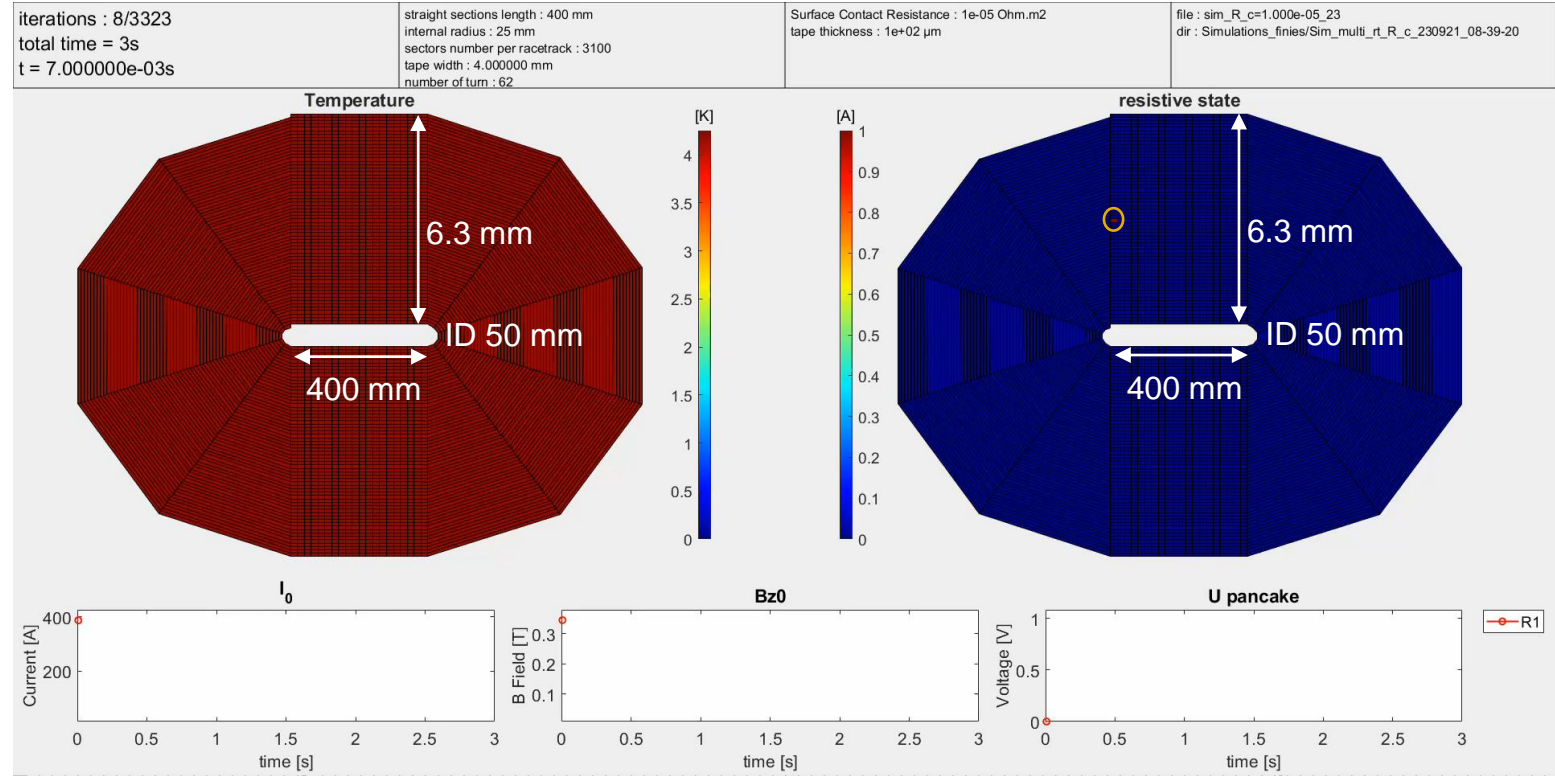 iterations : 8/3323
total time = 3s
t = 7.000000e-03s
straight sections length : 400 mm
internal radius : 25 mm
sectors number per racetrack : 3100
tape width : 4.000000 mm
number of turn : 62
Surface Contact Resistance : 1e-05 Ohm.m2
tape thickness : 1e+02 µm
file : sim_R_c=1.000e-05_23
dir : Simulations_finies/Sim_multi_rt_R_c_230921_08-39-20
Temperature
6.3 mm
ID 50 mm
400 mm
[K]
4
3.5
3
2.5
2
1.5
1
0.5
0
resistive state
6.3 mm
ID 50 mm
400 mm
[A]
1
0.9
0.8
0.7
0.6
0.5
0.4
0.3
0.2
0.1
0
I0
Current [A]
400
200
0 0.5 1 1.5 2 2.5 3
time [s]
Bz0
B Field [T]
0.3
0.2
0.1
0 0.5 1 1.5 2 2.5 3
time [s]
U pancake
Voltage [V]
1
0.5
0
0 0.5 1 1.5 2 2.5 3
time [s]
R1